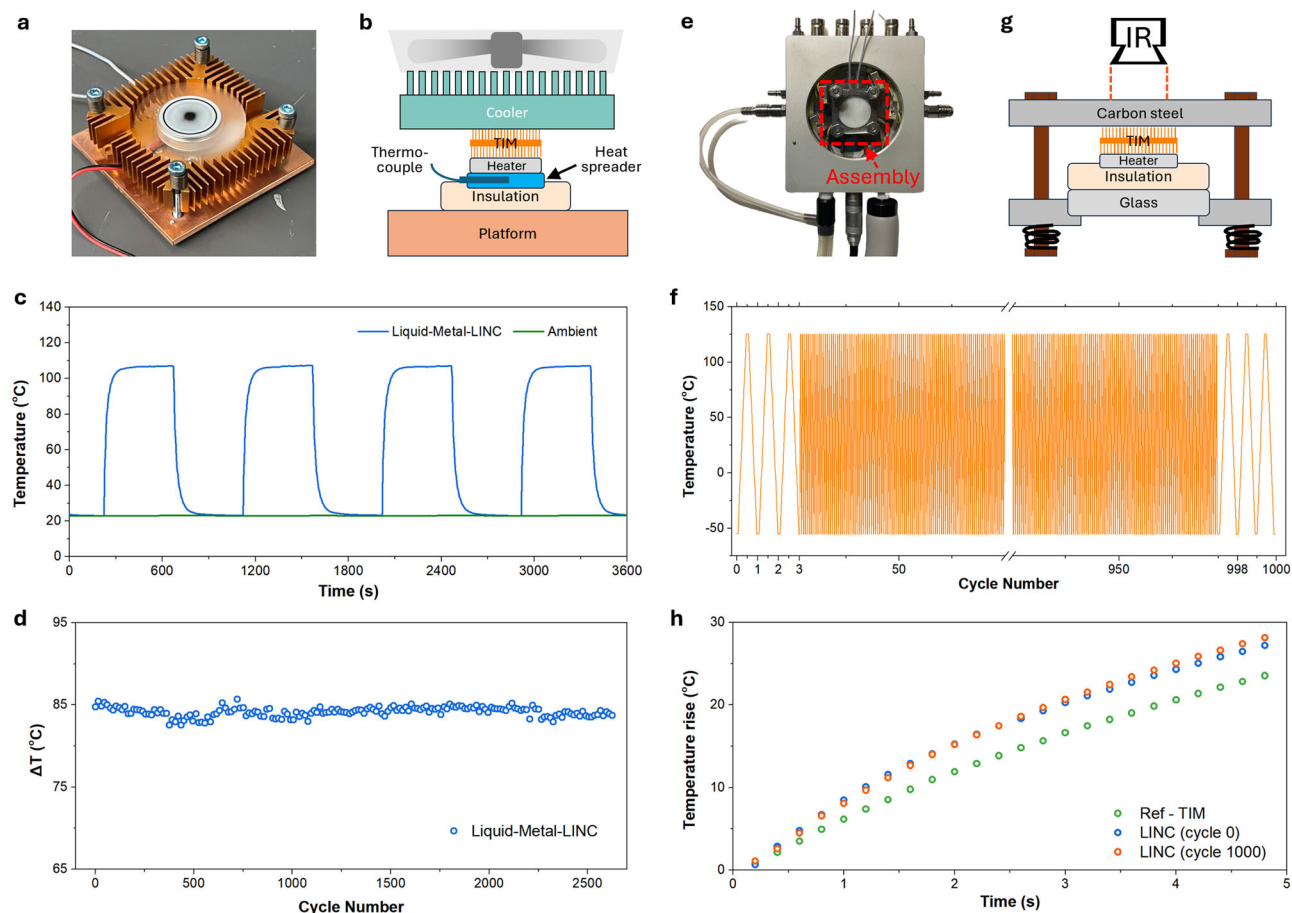 a
b
Cooler
TIM
Thermo-
couple
Heater
Heat
spreader
Insulation
Platform
e
Assembly
g
IR
Carbon steel
TIM
Heater
Insulation
Glass
c
140
120
100
80
60
40
20
0
Temperature (°C)
Liquid-Metal-LINC
Ambient
0 600 1200 1800 2400 3000 3600
Time (s)
f
150
100
50
0
-50
Temperature (°C)
0 1 2 3 50 950 998 1000
Cycle Number
d
95
85
75
65
ΔT (°C)
Liquid-Metal-LINC
0 500 1000 1500 2000 2500
Cycle Number
h
30
20
10
0
Temperature rise (°C)
Ref - TIM
LINC (cycle 0)
LINC (cycle 1000)
0 1 2 3 4 5
Time (s)